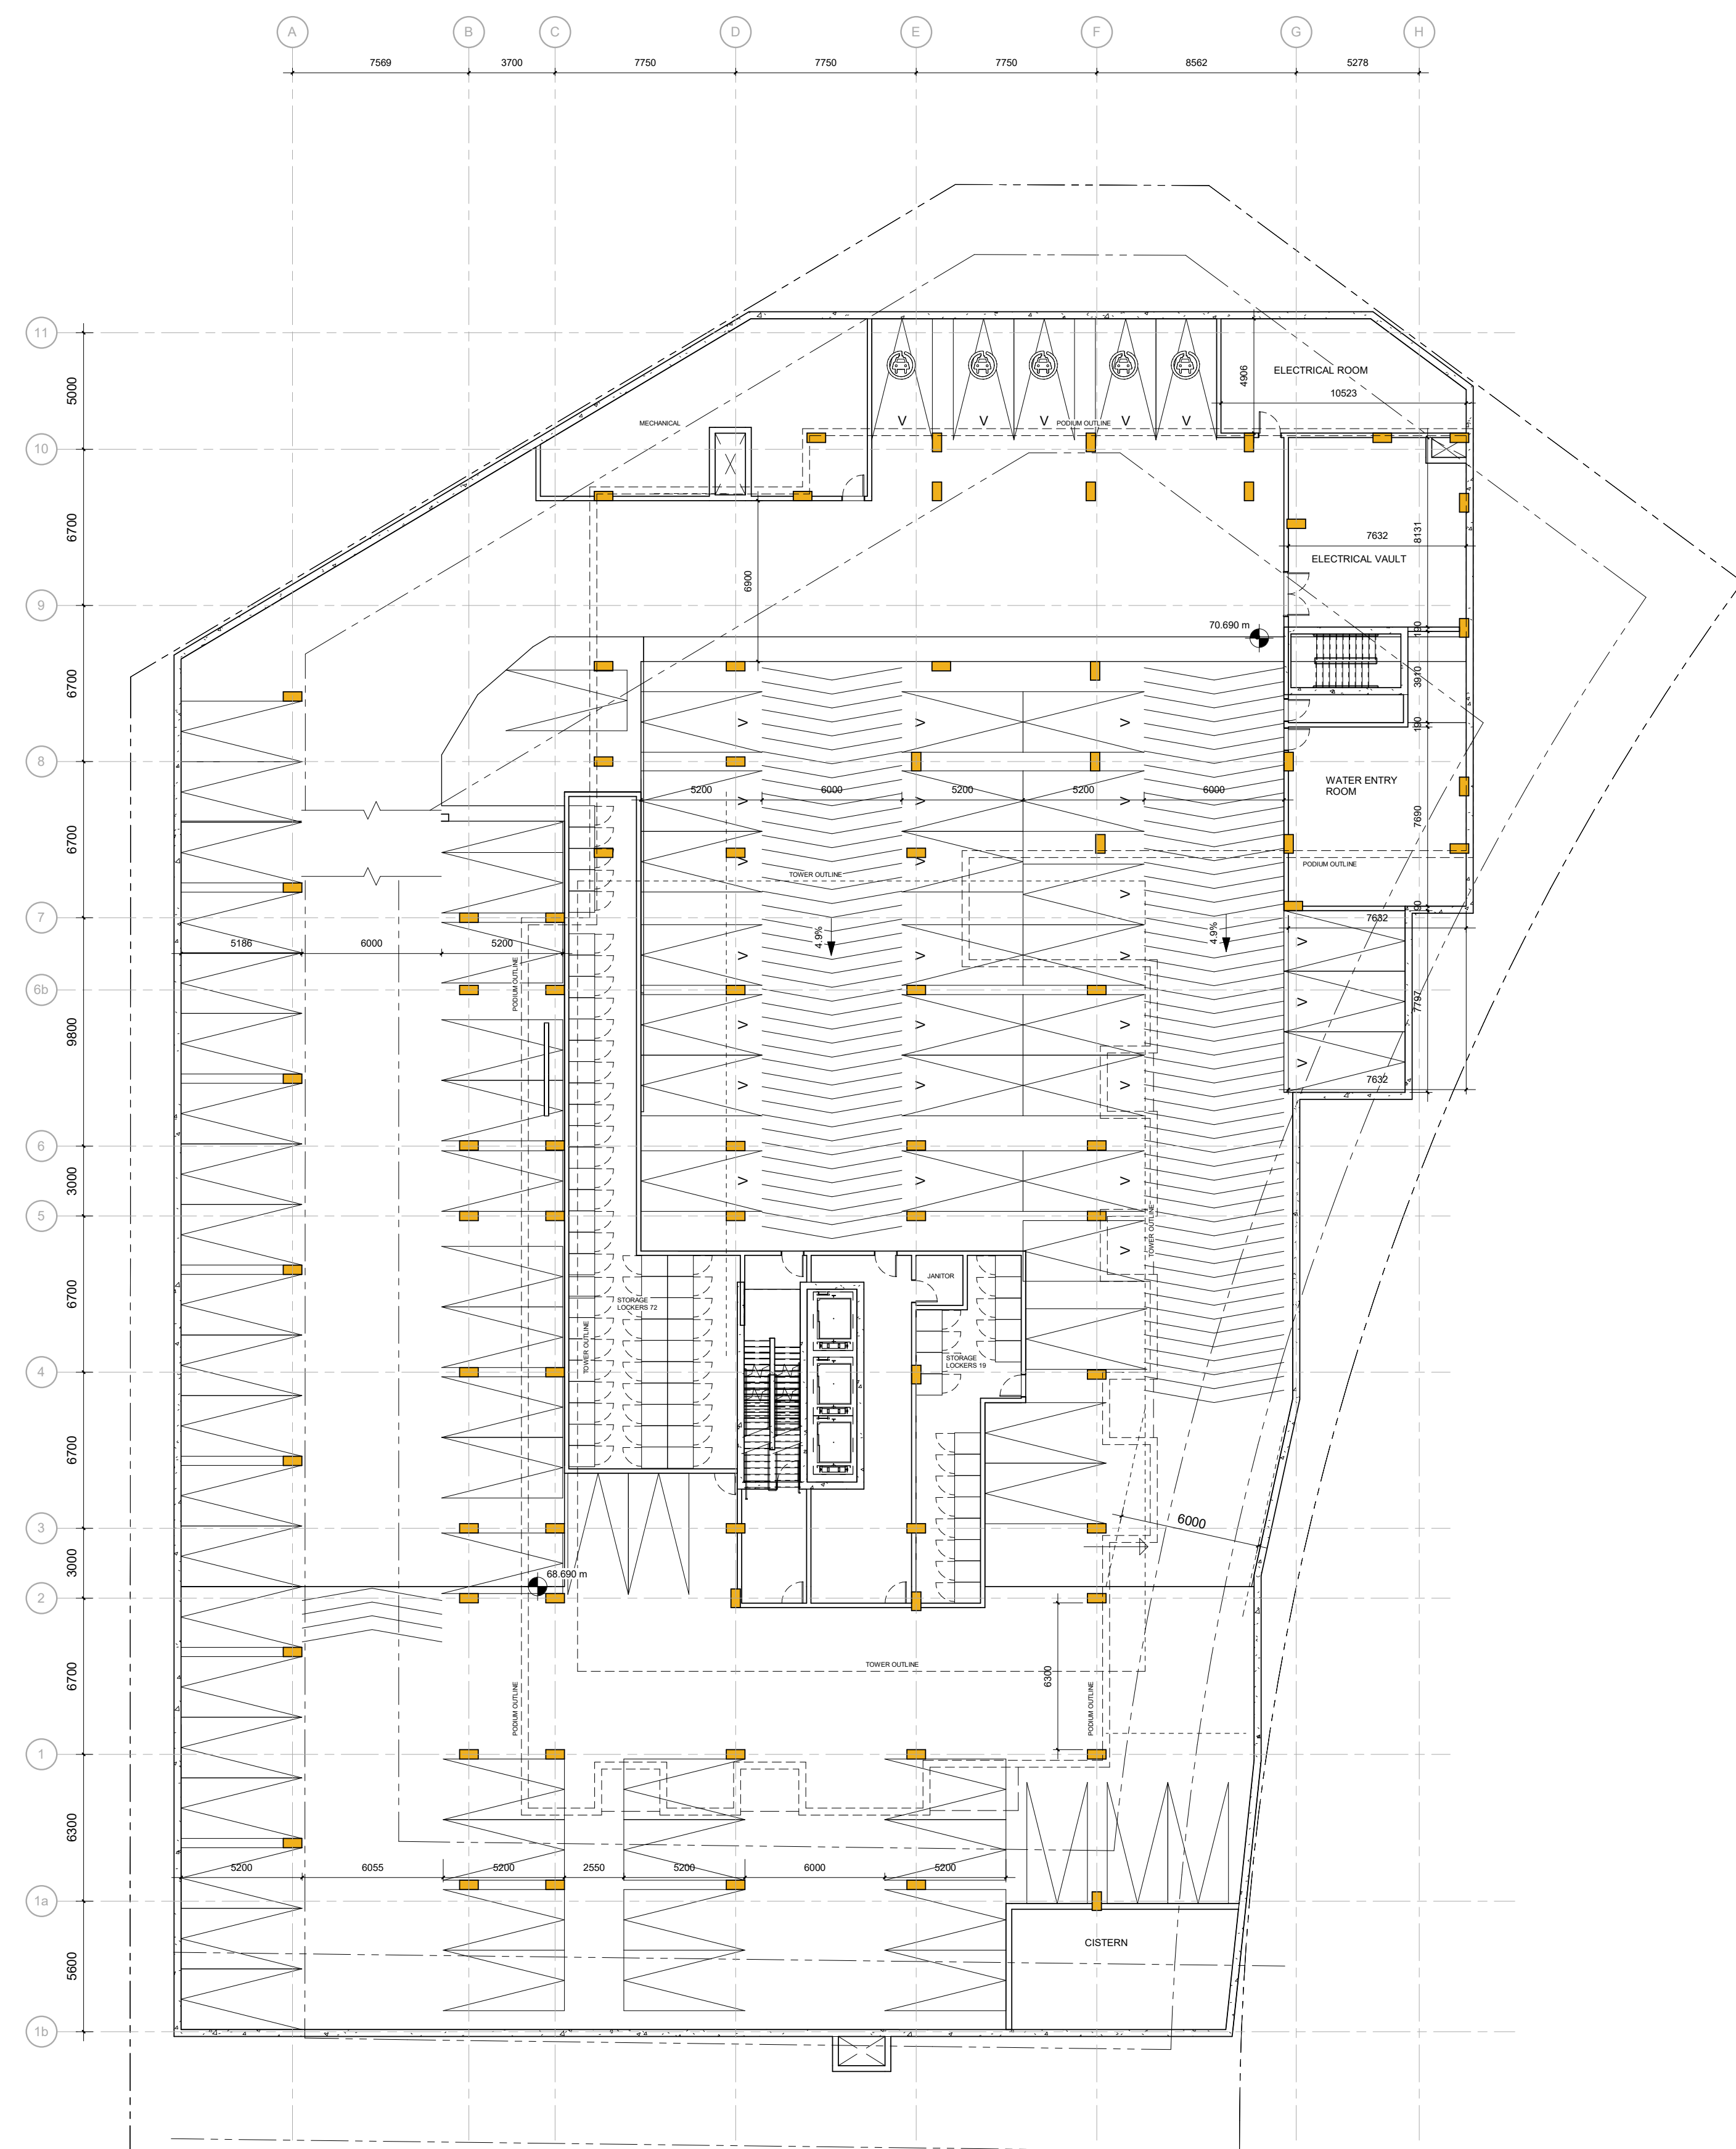 A B C D E F G H
7569 3700 7750 7750 7750 8562 5278
11
5000
ELECTRICAL ROOM
4906
10523
V V V V V
MECHANICAL
PODIUM OUTLINE
10
6700
8131
7632
ELECTRICAL VAULT
6900
9
70.690 m
190
6700
3910
190
> > >
8
WATER ENTRY
ROOM
5200 6000 5200 5200 6000
> > >
7690
6700
> >
PODIUM OUTLINE
TOWER OUTLINE
>
190
7
7632
4.9% 4.9%
>
5186 6000 5200
> > >
PODIUM OUTLINE
6b
7797
>
> > >
9800
>
7632
> > >
6
3000
> > >
5
TOWER OUTLINE
>
6700
JANITOR
STORAGE
LOCKERS 72
TOWER OUTLINE
STORAGE
LOCKERS 19
4
6700
6000
3
3000
68.690 m
2
TOWER OUTLINE
6700
6300
PODIUM OUTLINE PODIUM OUTLINE
1
6300
5200 6055 5200 2550 5200 6000 5200
1a
CISTERN
5600
1b